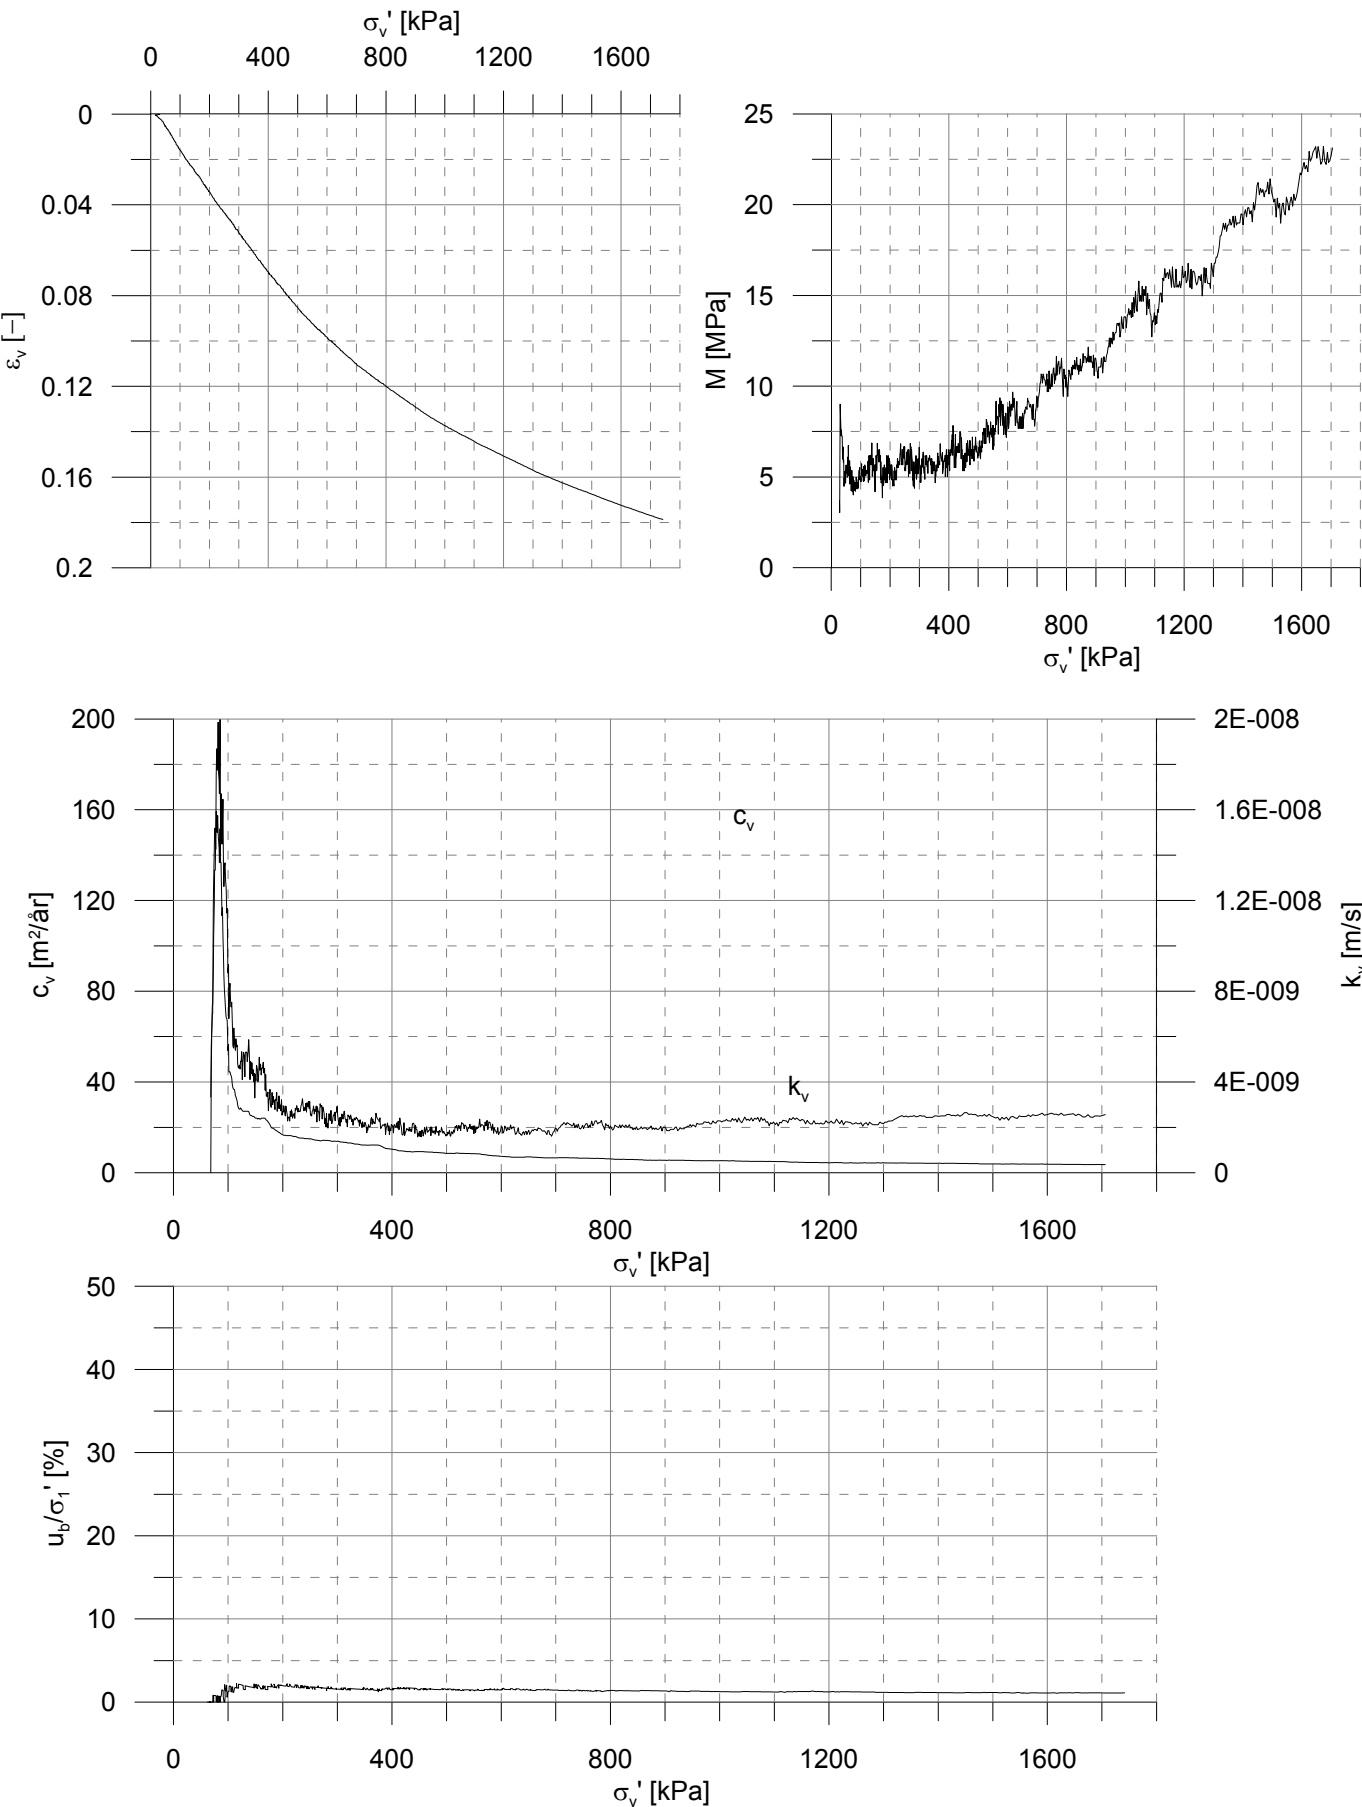 σv' [kPa]
0 400 800 1200 1600
0
0.04
0.08
0.12
0.16
0.2
εv [−]
25
20
15
10
5
0
M [MPa]
0 400 800 1200 1600
σv' [kPa]
200
160
120
80
40
0
cv [m²/år]
cv
kv
2E-008
1.6E-008
1.2E-008
8E-009
4E-009
0
kv [m/s]
0 400 800 1200 1600
σv' [kPa]
50
40
30
20
10
0
ub/σ1' [%]
0 400 800 1200 1600
σv' [kPa]